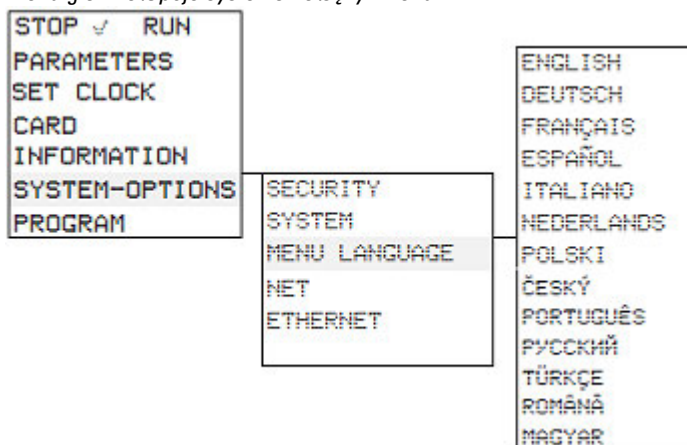 STOP √ RUN
PARAMETERS
SET CLOCK
CARD
INFORMATION
SYSTEM-OPTIONS
PROGRAM
SECURITY
SYSTEM
MENU LANGUAGE
NET
ETHERNET
ENGLISH
DEUTSCH
FRANÇAIS
ESPAÑOL
ITALIANO
NEDERLANDS
POLSKI
ČESKÝ
PORTUGUÊS
РУССКИЙ
TÜRKÇE
ROMÂNĂ
MAGYAR